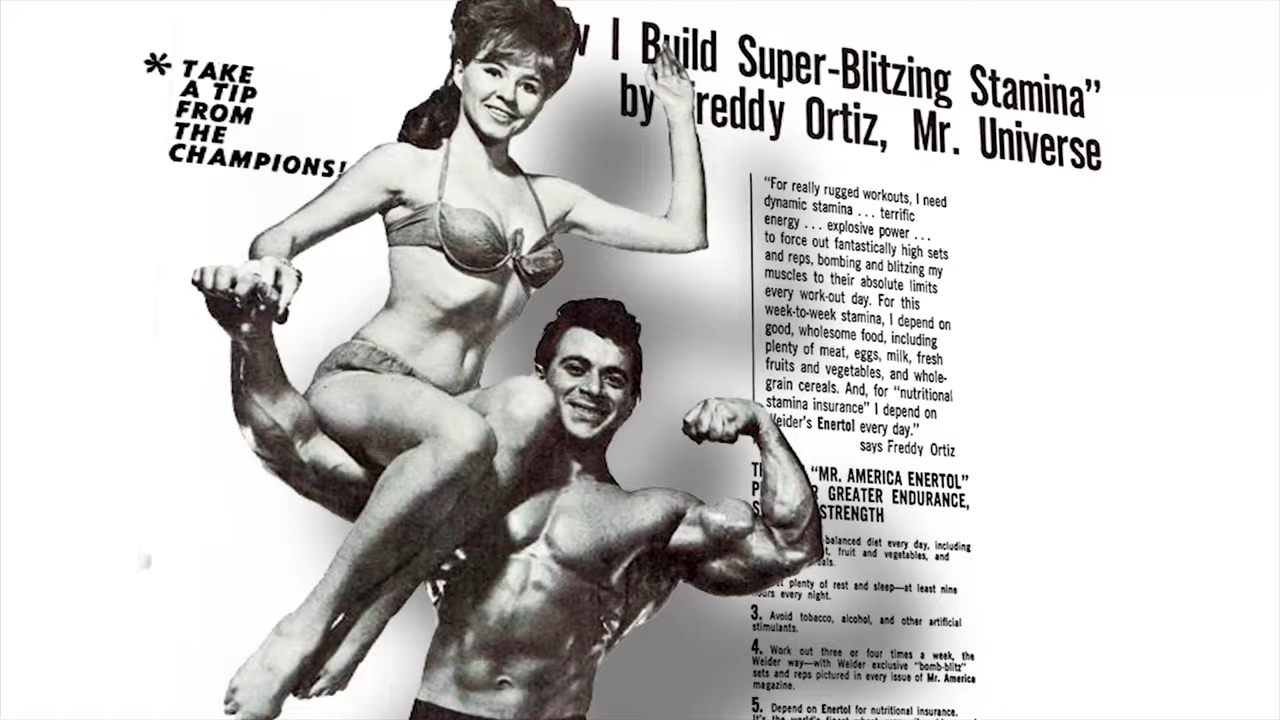 * TAKE
A TIP
FROM
THE
CHAMPIONS!
I Build Super-Blitzing Stamina”
by Freddy Ortiz, Mr. Universe
“For really rugged workouts, I need
dynamic stamina . . . terrific
energy . . . explosive power . . .
to force out fantastically high sets
and reps, bombing and blitzing my
muscles to their absolute limits
every work-out day. For this
week-to-week stamina, I depend on
good, wholesome food, including
plenty of meat, eggs, milk, fresh
fruits and vegetables, and whole-
grain cereals. And, for “nutritional
stamina insurance” I depend on
Weider's Enertol every day.”
says Freddy Ortiz
“MR. AMERICA ENERTOL”
GREATER ENDURANCE,
STRENGTH
balanced diet every day, including
fruit and vegetables, and
plenty of rest and sleep—at least nine
hours every night.
3. Avoid tobacco, alcohol, and other artificial
stimulants.
4. Work out three or four times a week, the
Weider way—with Weider exclusive “bomb-blitz”
sets and reps pictured in every issue of Mr. America
magazine.
5. Depend on Enertol for nutritional insurance.